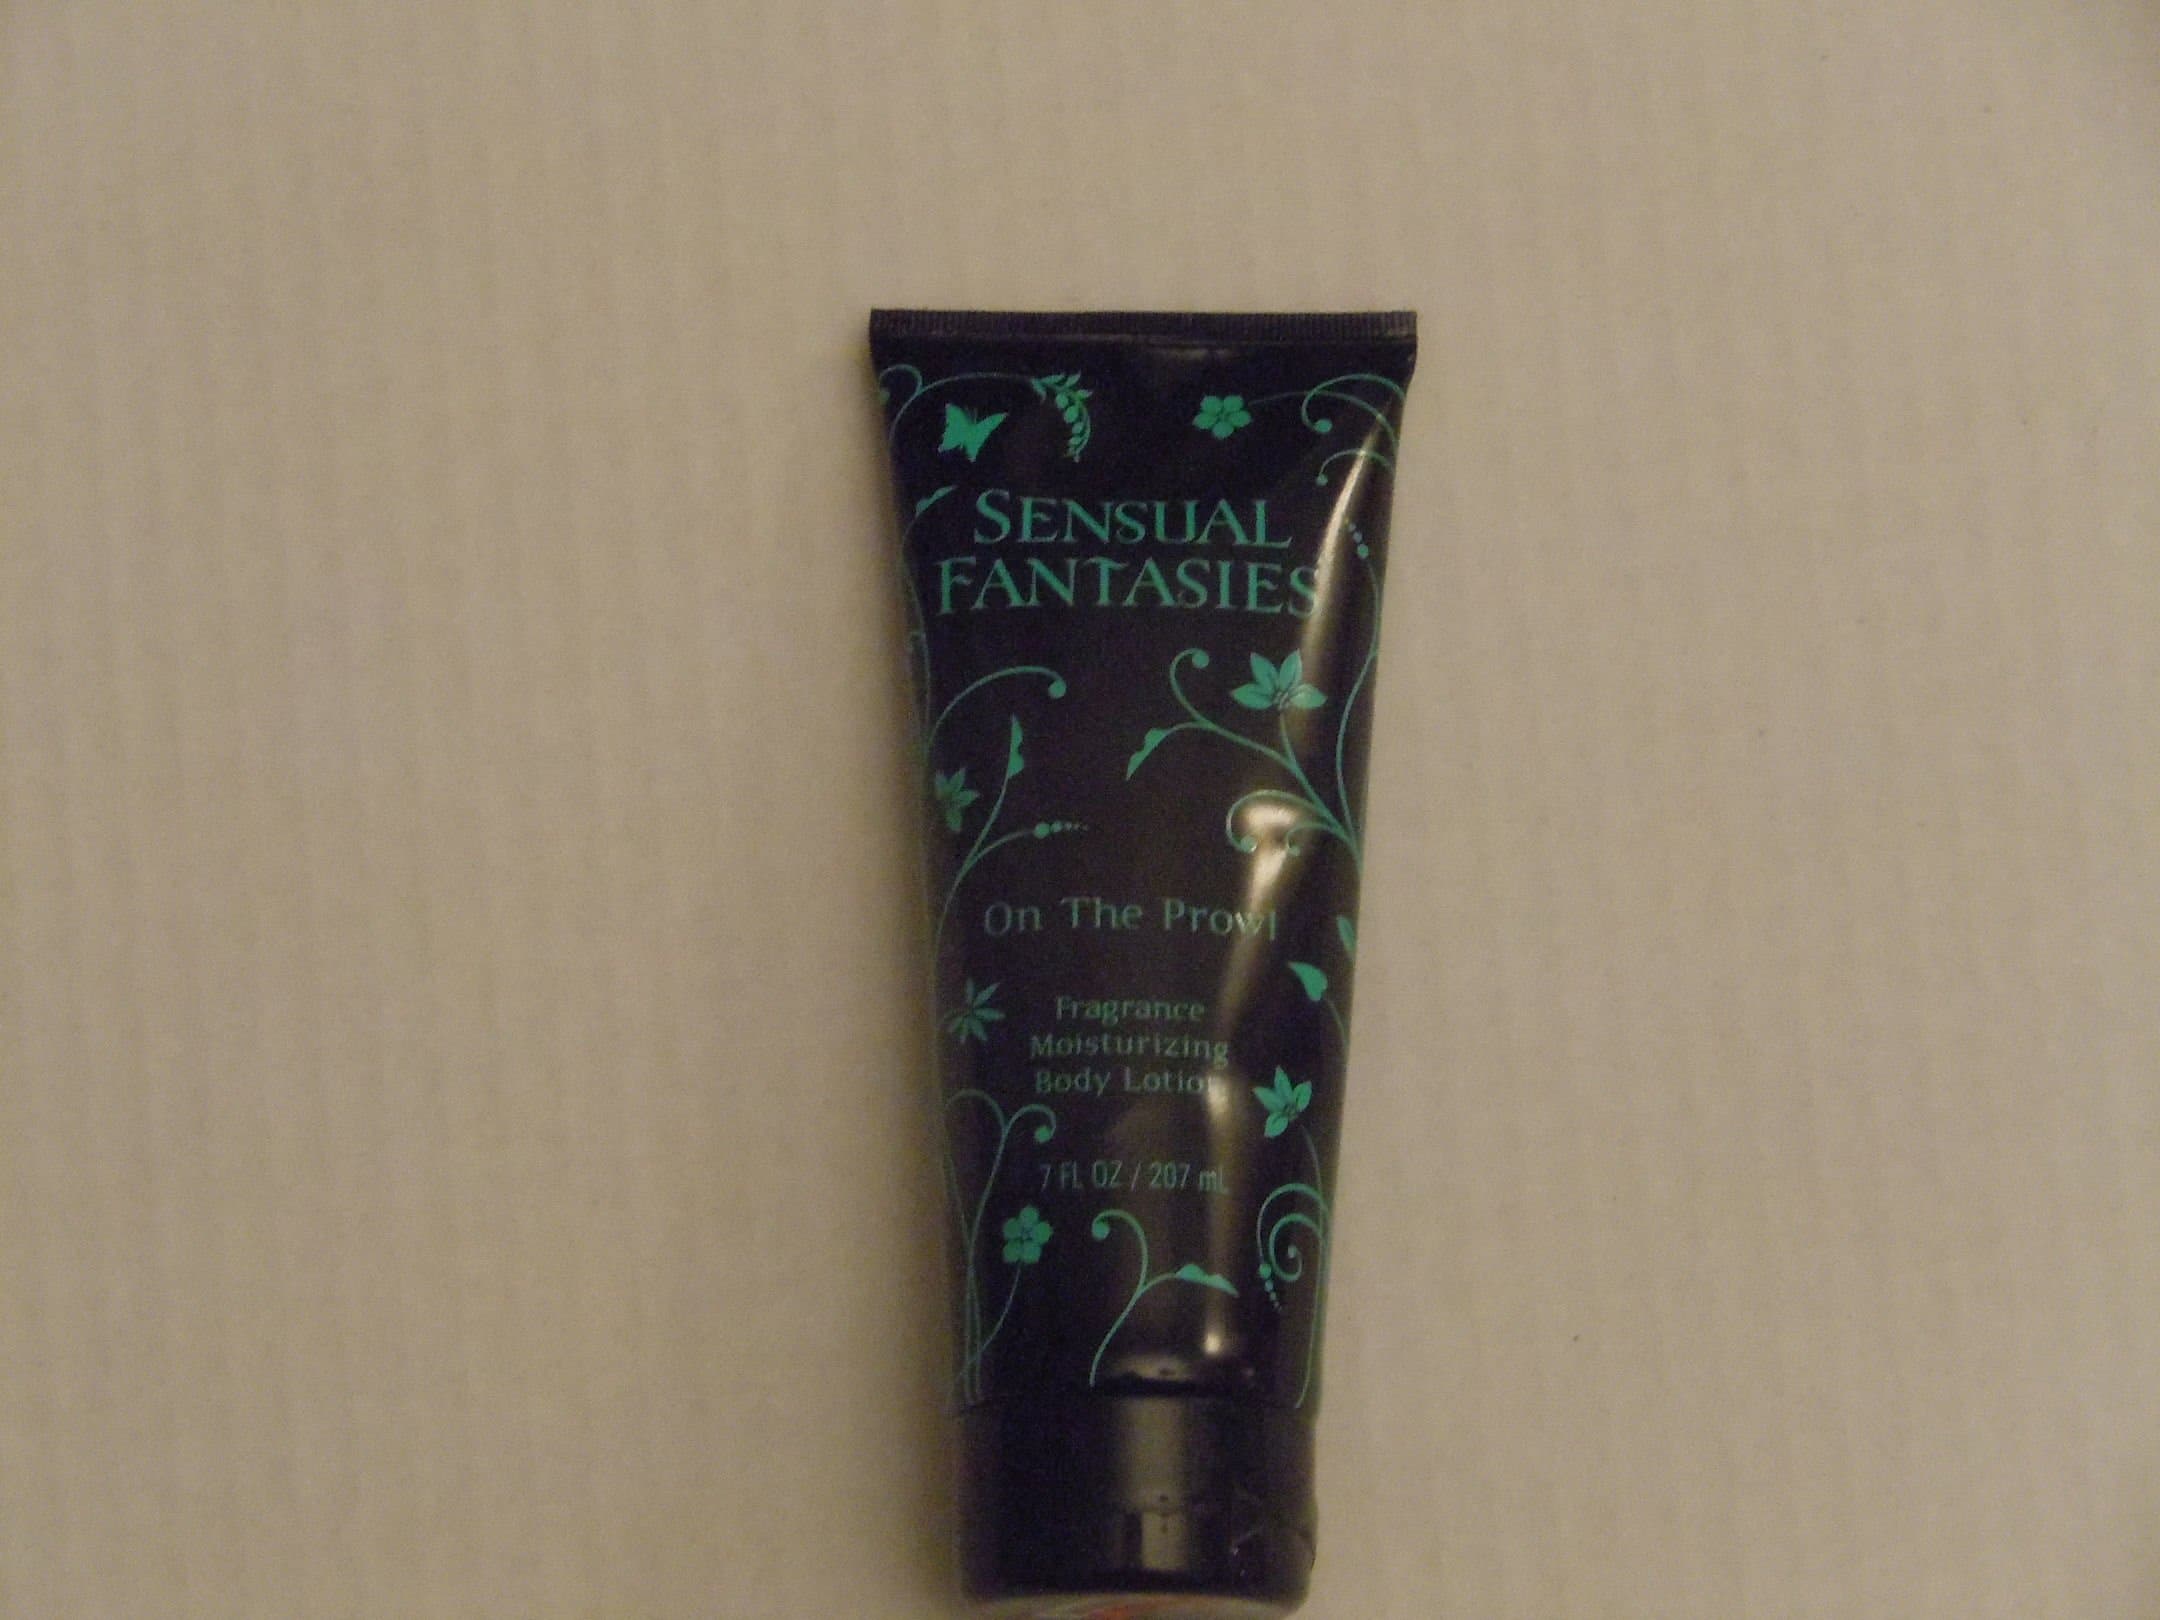 SENSUAL
FANTASIES
On The Prowl
Fragrance
Moisturizing
Body Lotion
7 FL OZ / 207 mL